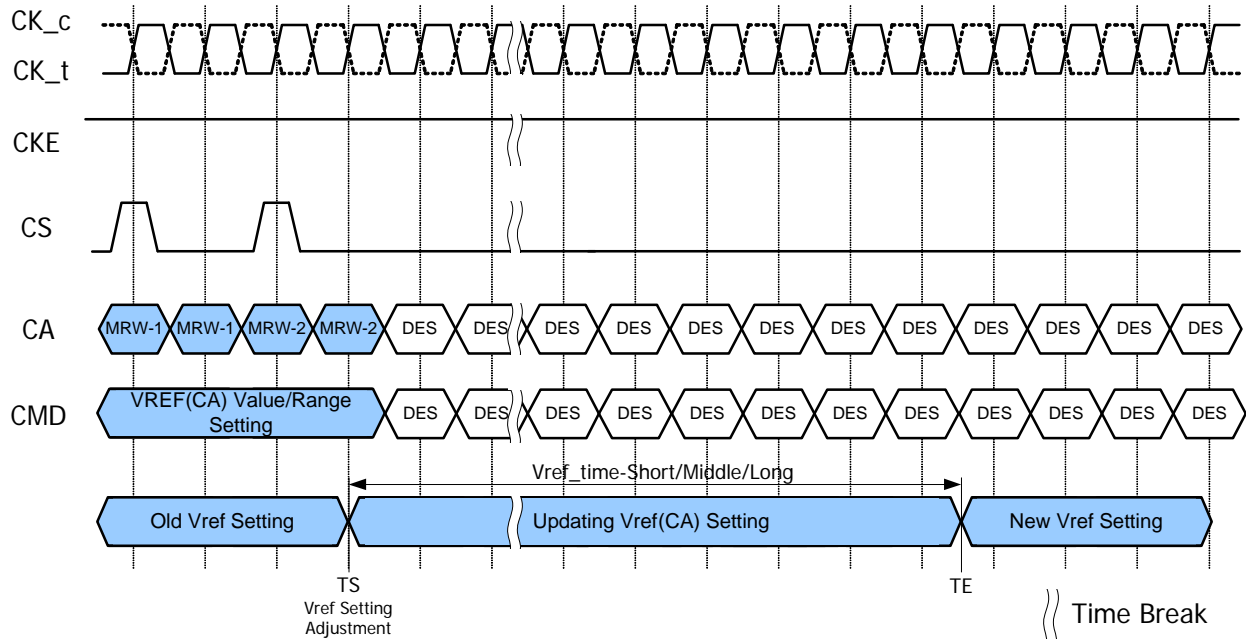 CK_c
CK_t
CKE
CS
CA
MRW-1 MRW-1 MRW-2 MRW-2 DES DES DES DES DES DES DES DES DES DES DES DES
CMD
VREF(CA) Value/Range
Setting
DES DES DES DES DES DES DES DES DES DES DES DES
Vref_time-Short/Middle/Long
Old Vref Setting
Updating Vref(CA) Setting
New Vref Setting
TS
Vref Setting
Adjustment
TE
Time Break